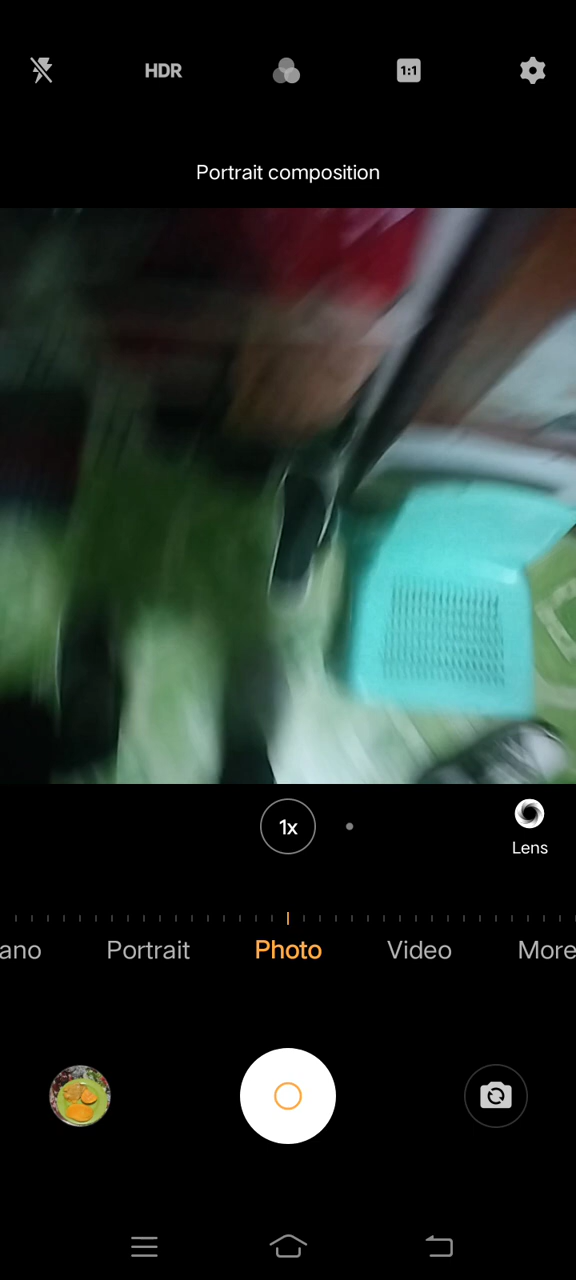 HDR
1:1
Portrait composition
1x
Lens
ano
Portrait
Photo
Video
More